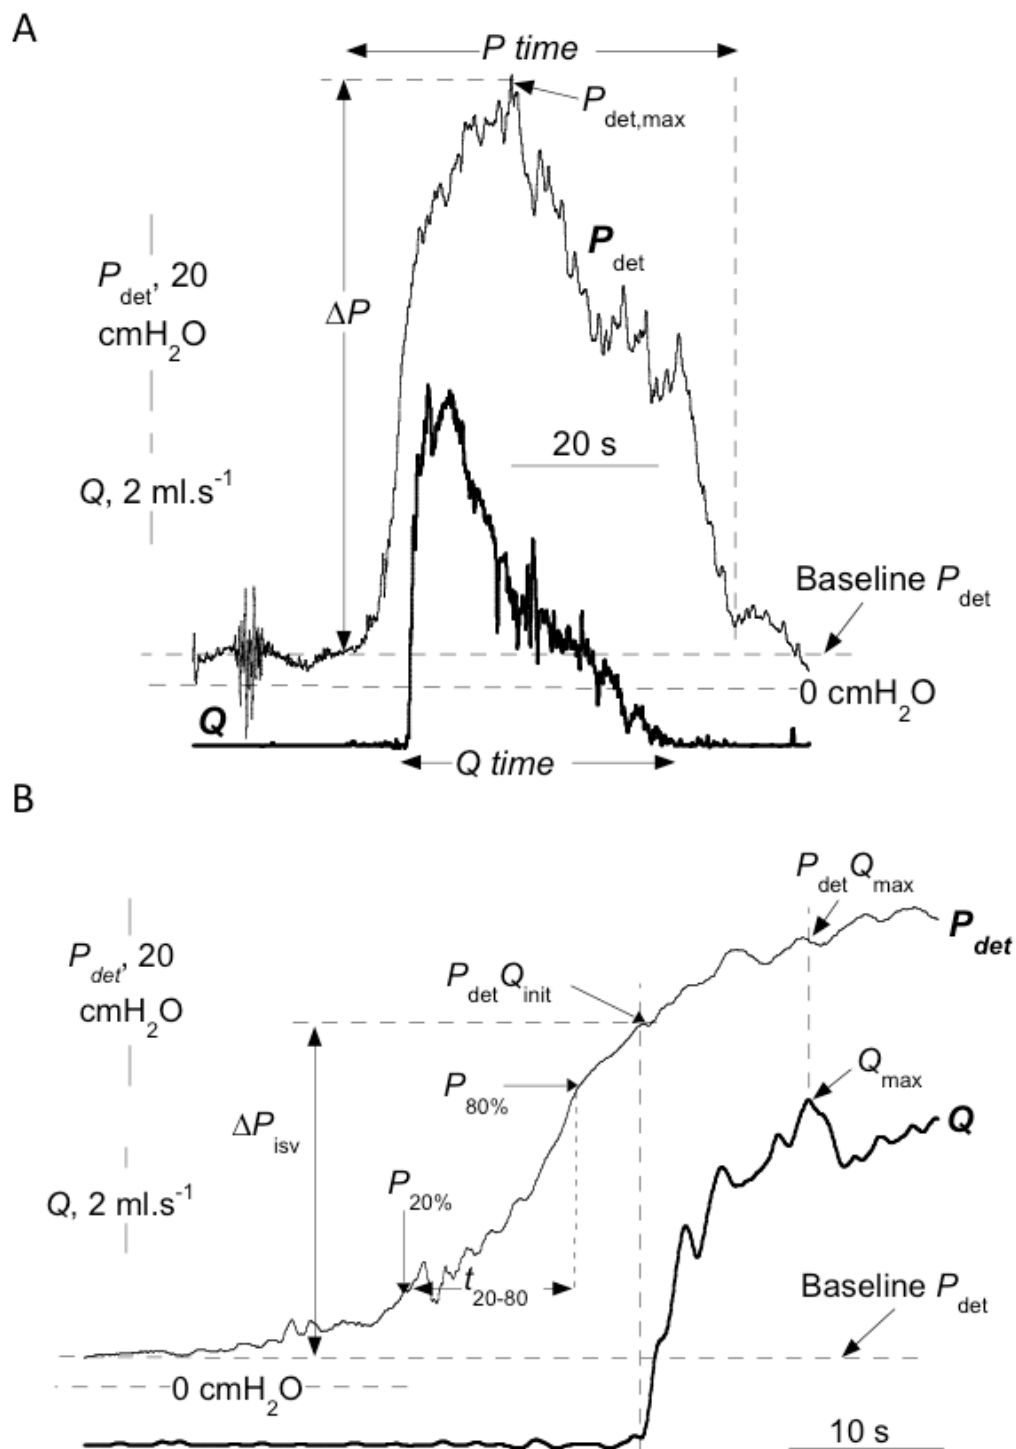 A
P time
P_det,max
P_det
P_det, 20
cmH₂O
ΔP
20 s
Q, 2 ml.s⁻¹
Baseline P_det
0 cmH₂O
Q
Q time
B
P_det Q_max
P_det
P_det, 20
cmH₂O
P_det Q_init
Q_max
P_80%
ΔP_isv
Q
P_20%
Q, 2 ml.s⁻¹
t_20-80
Baseline P_det
0 cmH₂O
10 s